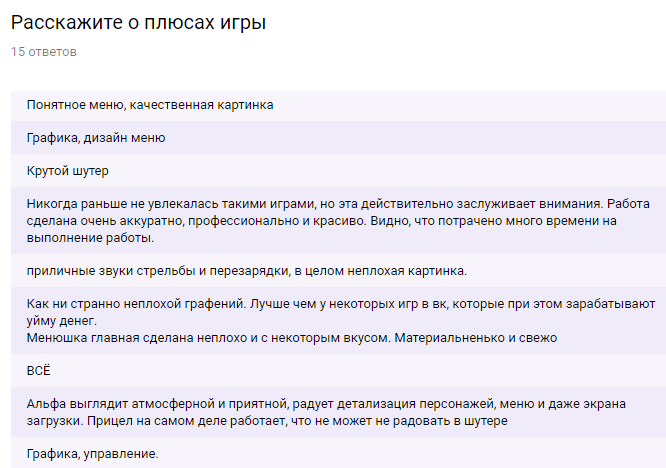 Расскажите о плюсах игры
15 ответов
Понятное меню, качественная картинка
Графика, дизайн меню
Крутой шутер
Никогда раньше не увлекалась такими играми, но эта действительно заслуживает внимания. Работа
сделана очень аккуратно, профессионально и красиво. Видно, что потрачено много времени на
выполнение работы.
приличные звуки стрельбы и перезарядки, в целом неплохая картинка.
Как ни странно неплохой графений. Лучше чем у некоторых игр в вк, которые при этом зарабатывают
уйму денег.
Менюшка главная сделана неплохо и с некоторым вкусом. Материальненько и свежо
ВСЁ
Альфа выглядит атмосферной и приятной, радует детализация персонажей, меню и даже экрана
загрузки. Прицел на самом деле работает, что не может не радовать в шутере
Графика, управление.